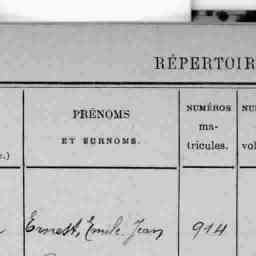 RÉPERTOIR
PRÉNOMS
ET SURNOMS.
NUMÉROS
ma-
tricules.
Ernest, Emile Jean
914